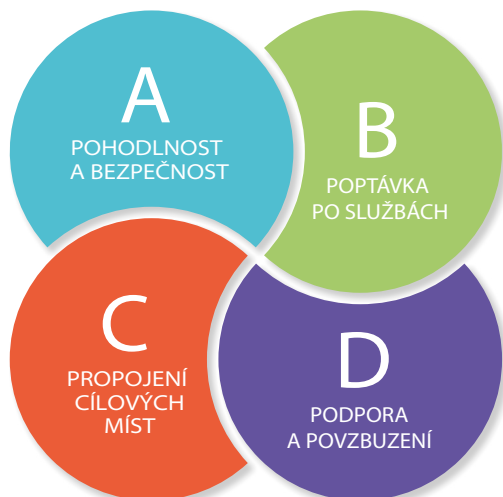 A
POHODLNOST
A BEZPEČNOST
B
POPTÁVKA
PO SLUŽBÁCH
C
PROPOJENÍ
CÍLOVÝCH
MÍST
D
PODPORA
A POVZBUZENÍ